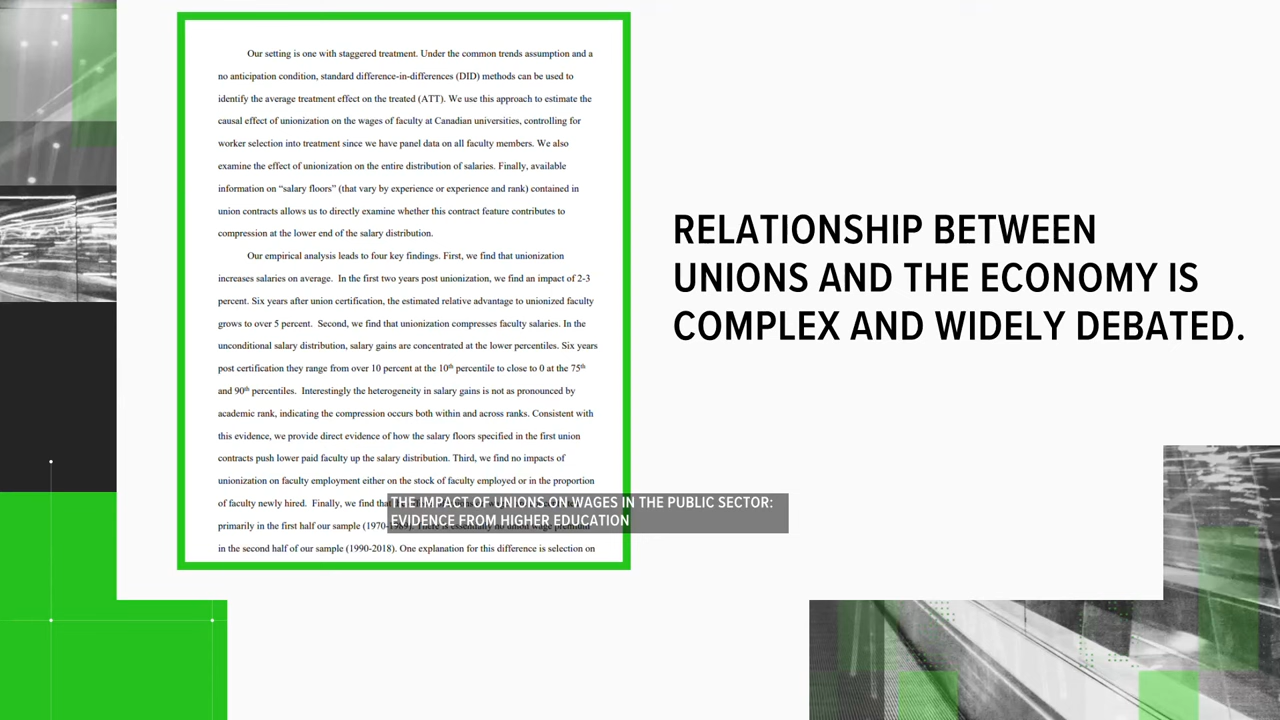 Our setting is one with staggered treatment. Under the common trends assumption and a
no anticipation condition, standard difference-in-differences (DID) methods can be used to
identify the average treatment effect on the treated (ATT). We use this approach to estimate the
causal effect of unionization on the wages of faculty at Canadian universities, controlling for
worker selection into treatment since we have panel data on all faculty members. We also
examine the effect of unionization on the entire distribution of salaries. Finally, available
information on “salary floors” (that vary by experience or experience and rank) contained in
union contracts allows us to directly examine whether this contract feature contributes to
compression at the lower end of the salary distribution.
Our empirical analysis leads to four key findings. First, we find that unionization
increases salaries on average. In the first two years post unionization, we find an impact of 2-3
percent. Six years after union certification, the estimated relative advantage to unionized faculty
grows to over 5 percent. Second, we find that unionization compresses faculty salaries. In the
unconditional salary distribution, salary gains are concentrated at the lower percentiles. Six years
post certification they range from over 10 percent at the 10th percentile to close to 0 at the 75th
and 90th percentiles. Interestingly the heterogeneity in salary gains is not as pronounced by
academic rank, indicating the compression occurs both within and across ranks. Consistent with
this evidence, we provide direct evidence of how the salary floors specified in the first union
contracts push lower paid faculty up the salary distribution. Third, we find no impacts of
unionization on faculty employment either on the stock of faculty employed or in the proportion
of faculty newly hired. Finally, we find that
primarily in the first half our sample (1970-1989). There is essentially no union wage premium
in the second half of our sample (1990-2018). One explanation for this difference is selection on
THE IMPACT OF UNIONS ON WAGES IN THE PUBLIC SECTOR:
EVIDENCE FROM HIGHER EDUCATION
RELATIONSHIP BETWEEN
UNIONS AND THE ECONOMY IS
COMPLEX AND WIDELY DEBATED.